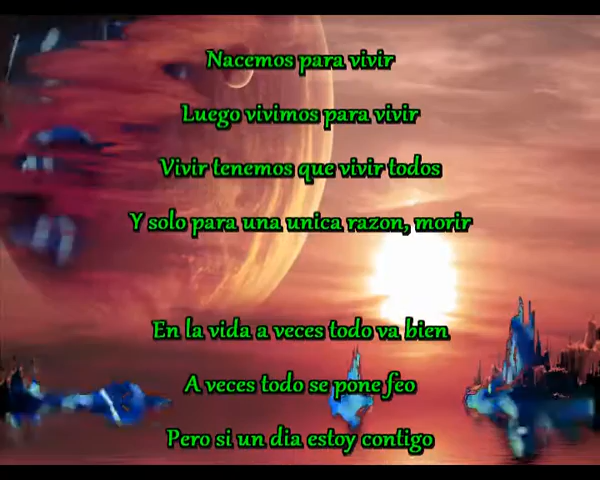 Nacemos para vivir
Luego vivimos para vivir
Vivir tenemos que vivir todos
Y solo para una unica razon, morir
En la vida a veces todo va bien
A veces todo se pone feo
Pero si un dia estoy contigo